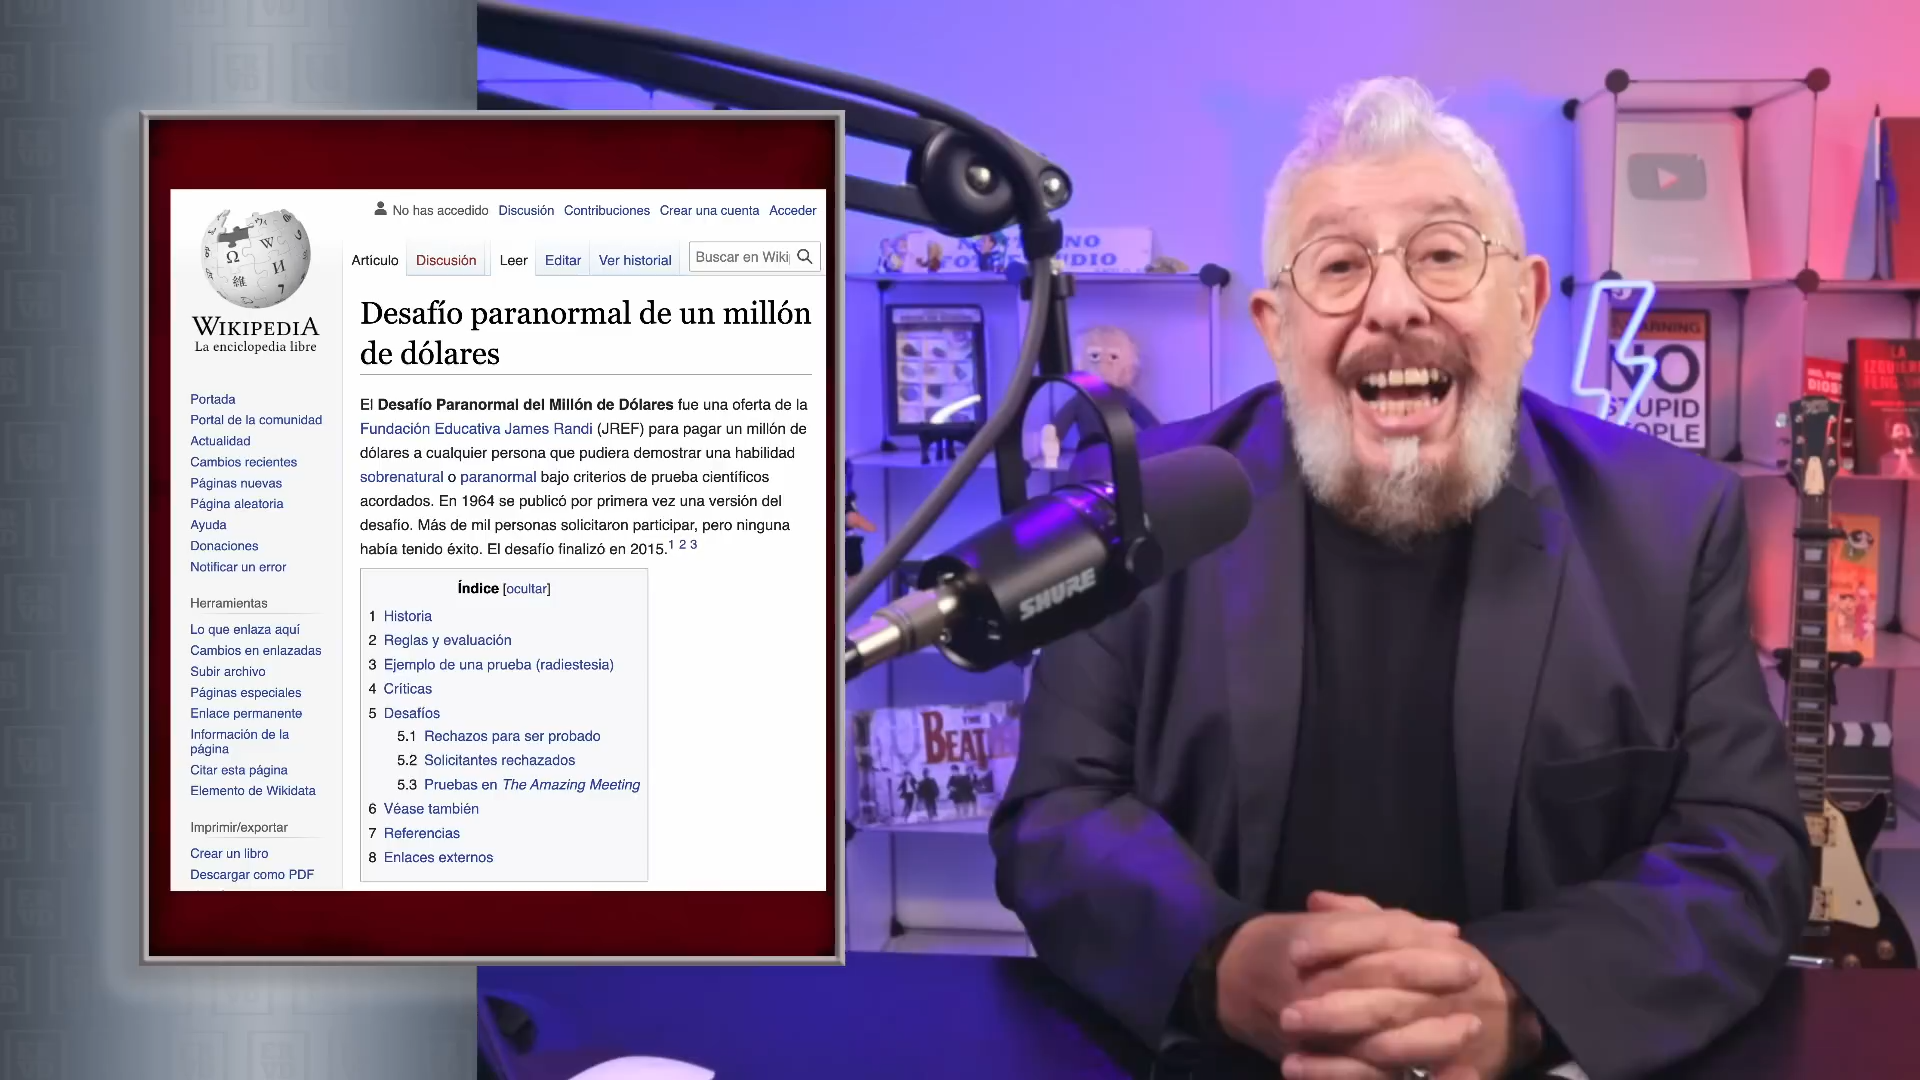 No has accedido Discusión Contribuciones Crear una cuenta Acceder
Artículo Discusión Leer Editar Ver historial Buscar en Wiki
WIKIPEDIA
La enciclopedia libre
Desafío paranormal de un millón
de dólares
El Desafío Paranormal del Millón de Dólares fue una oferta de la
Fundación Educativa James Randi (JREF) para pagar un millón de
dólares a cualquier persona que pudiera demostrar una habilidad
sobrenatural o paranormal bajo criterios de prueba científicos
acordados. En 1964 se publicó por primera vez una versión del
desafío. Más de mil personas solicitaron participar, pero ninguna
había tenido éxito. El desafío finalizó en 2015.1 2 3
Índice [ocultar]
1 Historia
2 Reglas y evaluación
3 Ejemplo de una prueba (radiestesia)
4 Críticas
5 Desafíos
5.1 Rechazos para ser probado
5.2 Solicitantes rechazados
5.3 Pruebas en The Amazing Meeting
6 Véase también
7 Referencias
8 Enlaces externos
Portada
Portal de la comunidad
Actualidad
Cambios recientes
Páginas nuevas
Página aleatoria
Ayuda
Donaciones
Notificar un error
Herramientas
Lo que enlaza aquí
Cambios en enlazadas
Subir archivo
Páginas especiales
Enlace permanente
Información de la
página
Citar esta página
Elemento de Wikidata
Imprimir/exportar
Crear un libro
Descargar como PDF
SHURE
THE
BEAT
NO
STUPID
LA